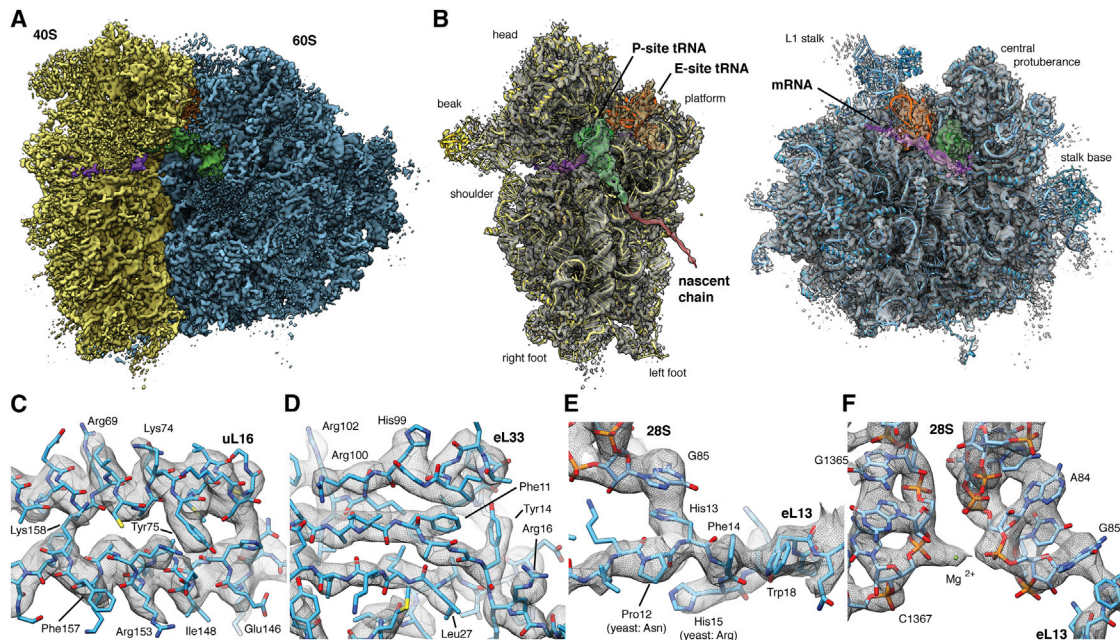 A
40S
60S
B
head
P-site tRNA
E-site tRNA
beak
platform
shoulder
nascent
chain
right foot
left foot
L1 stalk
central
protuberance
mRNA
stalk base
C
Arg69
Lys74
uL16
Lys158
Tyr75
Phe157
Arg153
Ile148
Glu146
D
His99
Arg102
eL33
Arg100
Phe11
Tyr14
Arg16
Leu27
E
28S
G85
His13
Phe14
eL13
Trp18
Pro12
(yeast: Asn)
His15
(yeast: Arg)
F
28S
G1365
A84
G85
Mg 2+
C1367
eL13